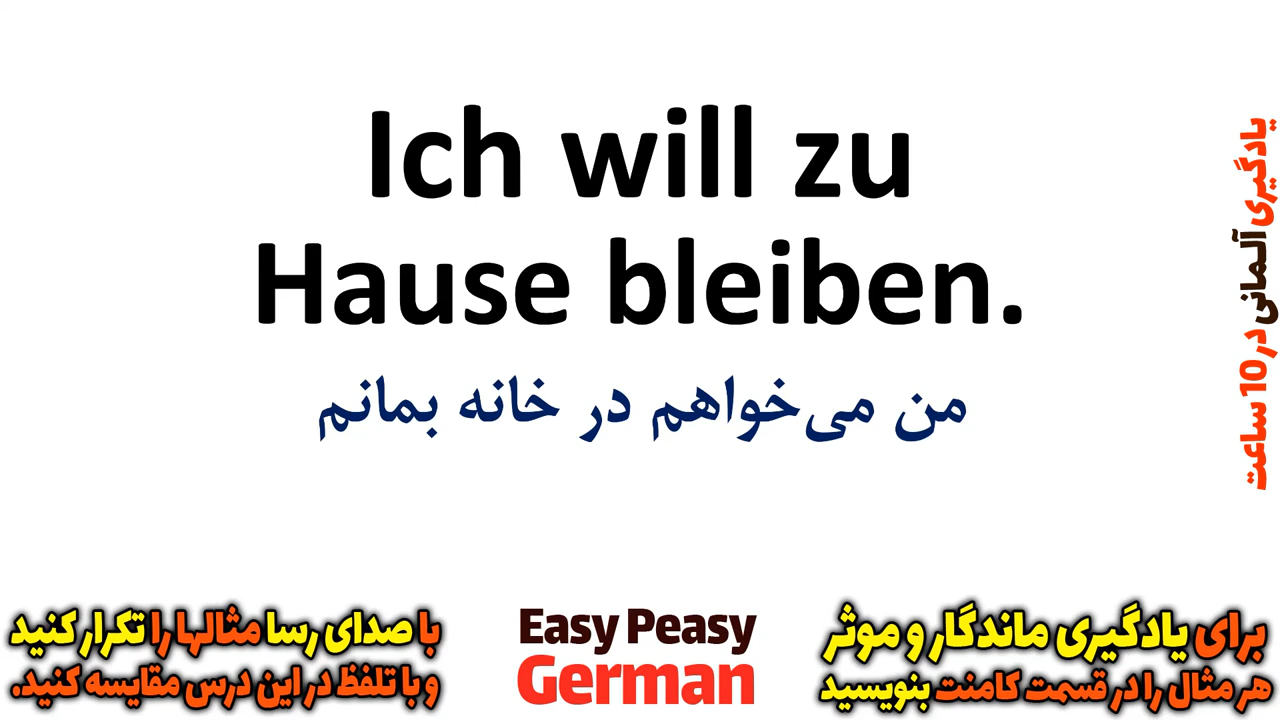 Ich will zu
Hause bleiben.
من می‌خواهم در خانه بمانم
یادگیری آلمانی در 10 ساعت
برای یادگیری ماندگار و موثر
هر مثال را در قسمت کامنت بنویسید
Easy Peasy
German
با صدای رسا مثالها را تکرار کنید
و با تلفظ در این درس مقایسه کنید.